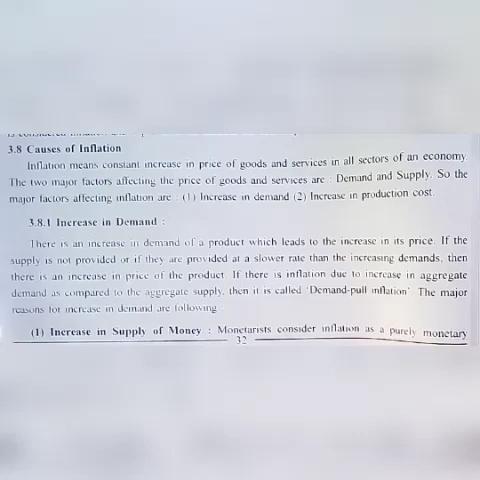 3.8 Causes of Inflation
Inflation means constant increase in price of goods and services in all sectors of an economy.
The two major factors affecting the price of goods and services are : Demand and Supply. So the
major factors affecting inflation are : (1) Increase in demand (2) Increase in production cost.
3.8.1 Increase in Demand :
There is an increase in demand of a product which leads to the increase in its price. If the
supply is not provided or if they are provided at a slower rate than the increasing demands, then
there is an increase in price of the product. If there is inflation due to increase in aggregate
demand as compared to the aggregate supply, then it is called 'Demand-pull inflation'. The major
reasons for increase in demand are following :
(1) Increase in Supply of Money : Monetarists consider inflation as a purely monetary
32